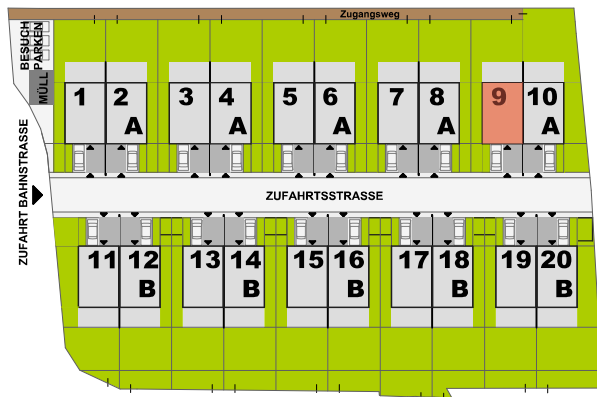 Zugangsweg
BESUCH
PARKEN
MÜLL
1 2 3 4 5 6 7 8 9 10
A A A A A
ZUFAHRT BAHNSTRASSE
ZUFAHRTSSTRASSE
11 12 13 14 15 16 17 18 19 20
B B B B B